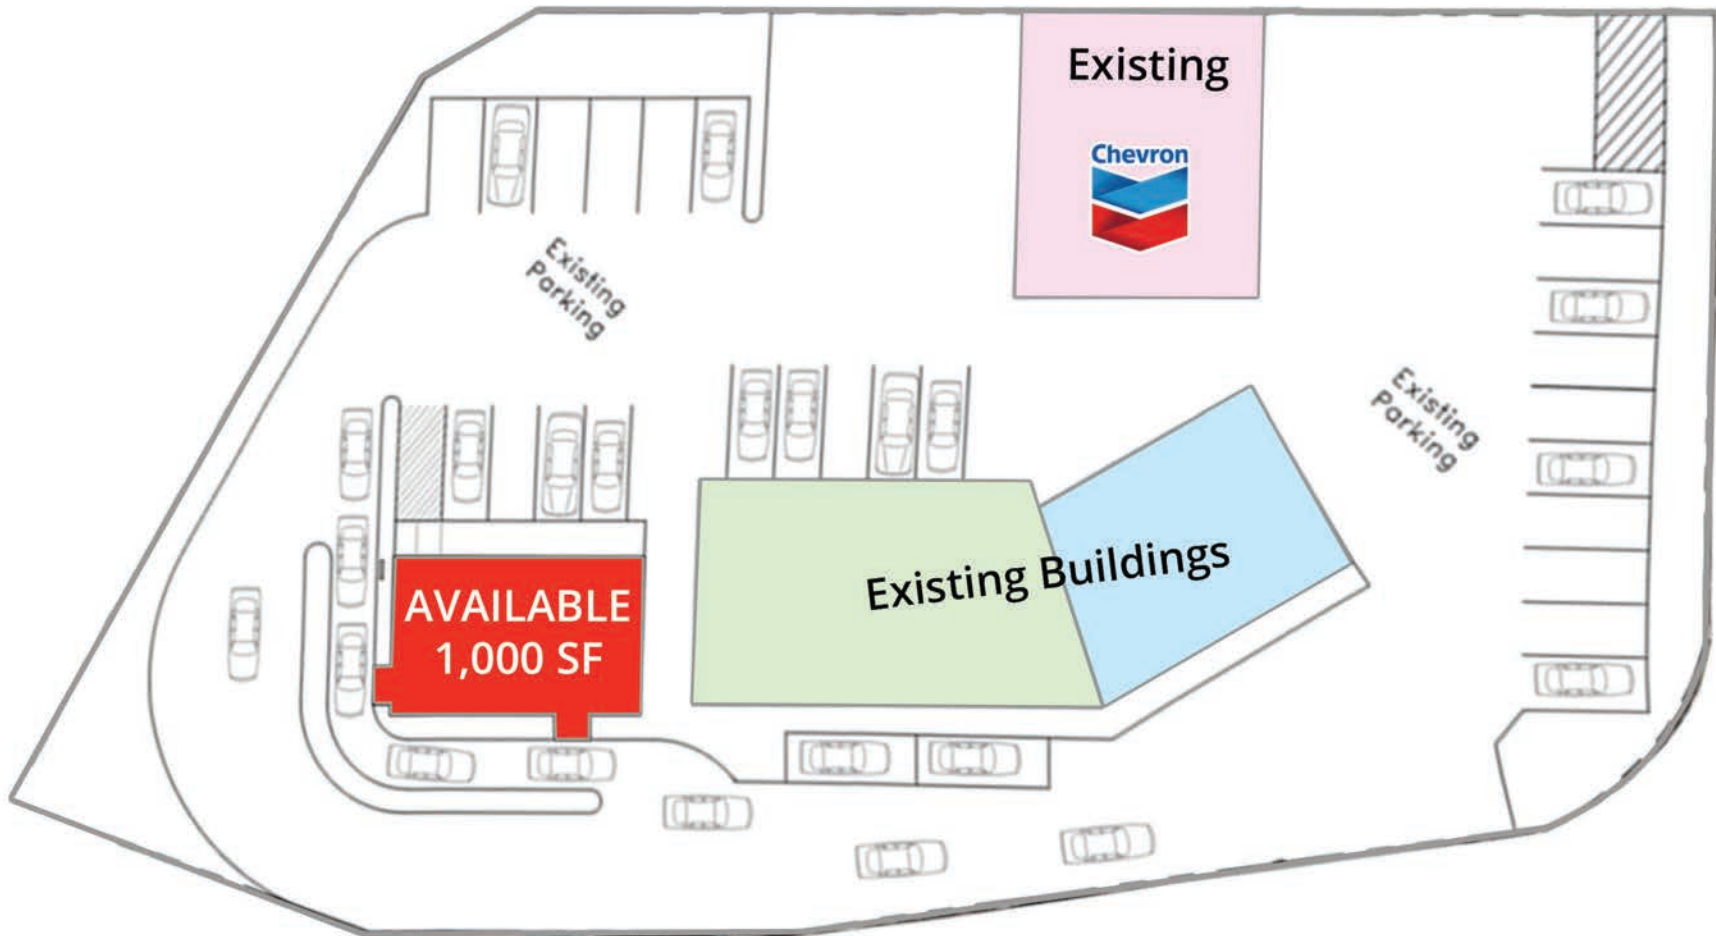 Existing
Chevron
Existing
Parking
Existing
Parking
AVAILABLE
1,000 SF
Existing Buildings